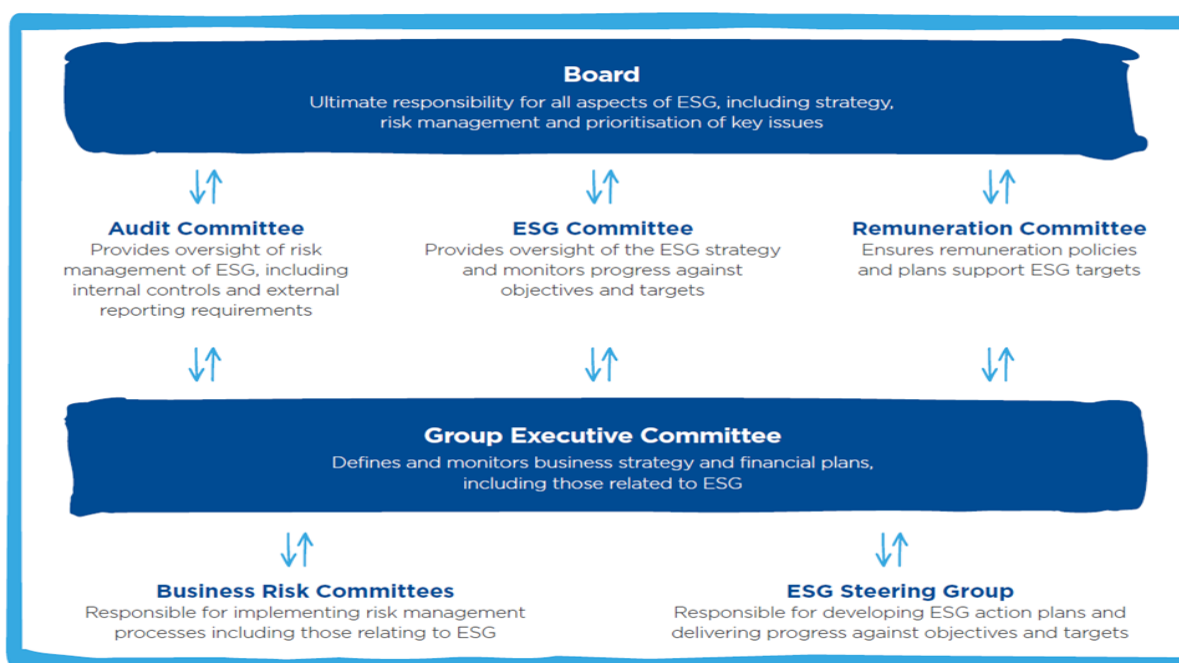 Board
Ultimate responsibility for all aspects of ESG, including strategy,
risk management and prioritisation of key issues
Audit Committee
Provides oversight of risk
management of ESG, including
internal controls and external
reporting requirements
ESG Committee
Provides oversight of the ESG strategy
and monitors progress against
objectives and targets
Remuneration Committee
Ensures remuneration policies
and plans support ESG targets
Group Executive Committee
Defines and monitors business strategy and financial plans,
including those related to ESG
Business Risk Committees
Responsible for implementing risk management
processes including those relating to ESG
ESG Steering Group
Responsible for developing ESG action plans and
delivering progress against objectives and targets